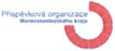 Příspěvková organizace
Moravskoslezského kraje